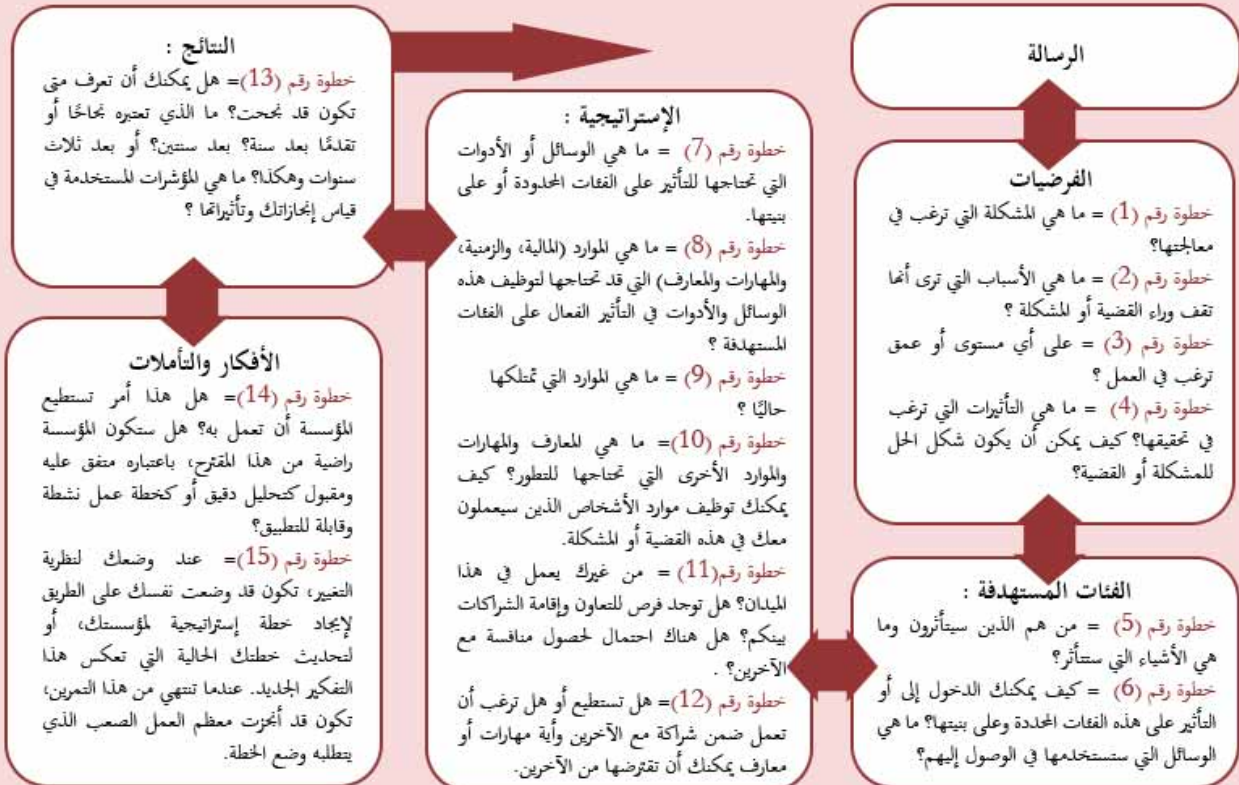 الرسالة
الفرضيات
خطوة رقم (1) = ما هي المشكلة التي ترغب في
معالجتها؟
خطوة رقم (2) = ما هي الأسباب التي ترى أنها
تقف وراء القضية أو المشكلة ؟
خطوة رقم (3) = على أي مستوى أو عمق
ترغب في العمل ؟
خطوة رقم (4) = ما هي التأثيرات التي ترغب
في تحقيقها؟ كيف يمكن أن يكون شكل الحل
للمشكلة أو القضية؟
الفئات المستهدفة :
خطوة رقم (5) = من هم الذين سيتأثرون وما
هي الأشياء التي ستتأثر؟
خطوة رقم (6) = كيف يمكنك الدخول إلى أو
التأثير على هذه الفئات المحددة وعلى بنيتها؟ ما هي
الوسائل التي ستستخدمها في الوصول إليهم؟
الإستراتيجية :
خطوة رقم (7) = ما هي الوسائل أو الأدوات
التي تحتاجها للتأثير على الفئات المحدودة أو على
بنيتها.
خطوة رقم (8) = ما هي الموارد (المالية، والزمنية،
والمهارات والمعارف) التي قد تحتاجها لتوظيف هذه
الوسائل والأدوات في التأثير الفعال على الفئات
المستهدفة ؟
خطوة رقم (9) = ما هي الموارد التي تمتلكها
حاليًا ؟
خطوة رقم (10)= ما هي المعارف والمهارات
والموارد الأخرى التي تحتاجها للتطور؟ كيف
يمكنك توظيف موارد الأشخاص الذين سيعملون
معك في هذه القضية أو المشكلة.
خطوة رقم(11) = من غيرك يعمل في هذا
الميدان؟ هل توجد فرص للتعاون وإقامة الشراكات
بينكم؟ هل هناك احتمال لحصول منافسة مع
الآخرين؟ .
خطوة رقم (12)= هل تستطيع أو هل ترغب أن
تعمل ضمن شراكة مع الآخرين وأية مهارات أو
معارف يمكنك أن تقترضها من الآخرين.
النتائج :
خطوة رقم (13)= هل يمكنك أن تعرف متى
تكون قد نجحت؟ ما الذي تعتبره نجاحًا أو
تقدمًا بعد سنة؟ بعد سنتين؟ أو بعد ثلاث
سنوات وهكذا؟ ما هي المؤشرات المستخدمة في
قياس إنجازاتك وتأثيراتها ؟
الأفكار والتأملات
خطوة رقم (14)= هل هذا أمر تستطيع
المؤسسة أن تعمل به؟ هل ستكون المؤسسة
راضية من هذا المقترح، باعتباره متفق عليه
ومقبول كتحليل دقيق أو كخطة عمل نشطة
وقابلة للتطبيق؟
خطوة رقم (15)= عند وضعك لنظرية
التغيير، تكون قد وضعت نفسك على الطريق
لإيجاد خطة إستراتيجية لمؤسستك، أو
لتحديث خطتك الحالية التي تعكس هذا
التفكير الجديد. عندما تنتهي من هذا التمرين،
تكون قد أنجزت معظم العمل الصعب الذي
يتطلبه وضع الخطة.